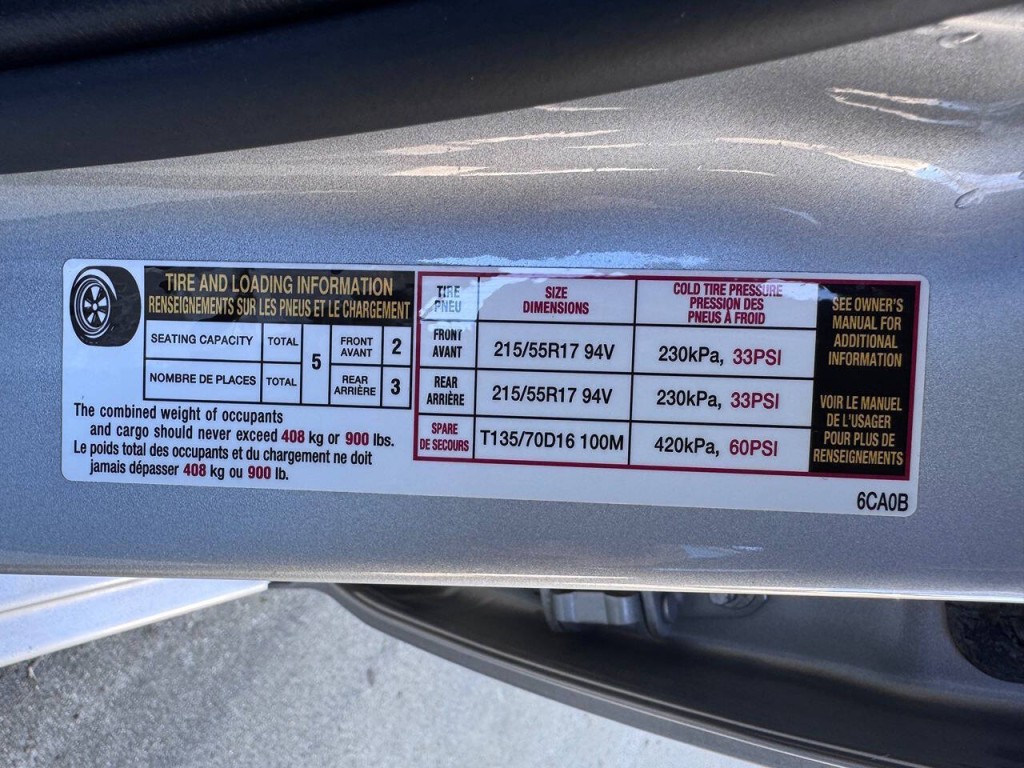 TIRE AND LOADING INFORMATION
RENSEIGNEMENTS SUR LES PNEUS ET LE CHARGEMENT
SEATING CAPACITY TOTAL 5 FRONT AVANT 2
NOMBRE DE PLACES TOTAL REAR ARRIÈRE 3
The combined weight of occupants
and cargo should never exceed 408 kg or 900 lbs.
Le poids total des occupants et du chargement ne doit
jamais dépasser 408 kg ou 900 lb.
TIRE PNEU SIZE DIMENSIONS COLD TIRE PRESSURE PRESSION DES PNEUS À FROID
FRONT AVANT 215/55R17 94V 230kPa, 33PSI
REAR ARRIÈRE 215/55R17 94V 230kPa, 33PSI
SPARE DE SECOURS T135/70D16 100M 420kPa, 60PSI
SEE OWNER'S
MANUAL FOR
ADDITIONAL
INFORMATION
VOIR LE MANUEL
DE L'USAGER
POUR PLUS DE
RENSEIGNEMENTS
6CA0B